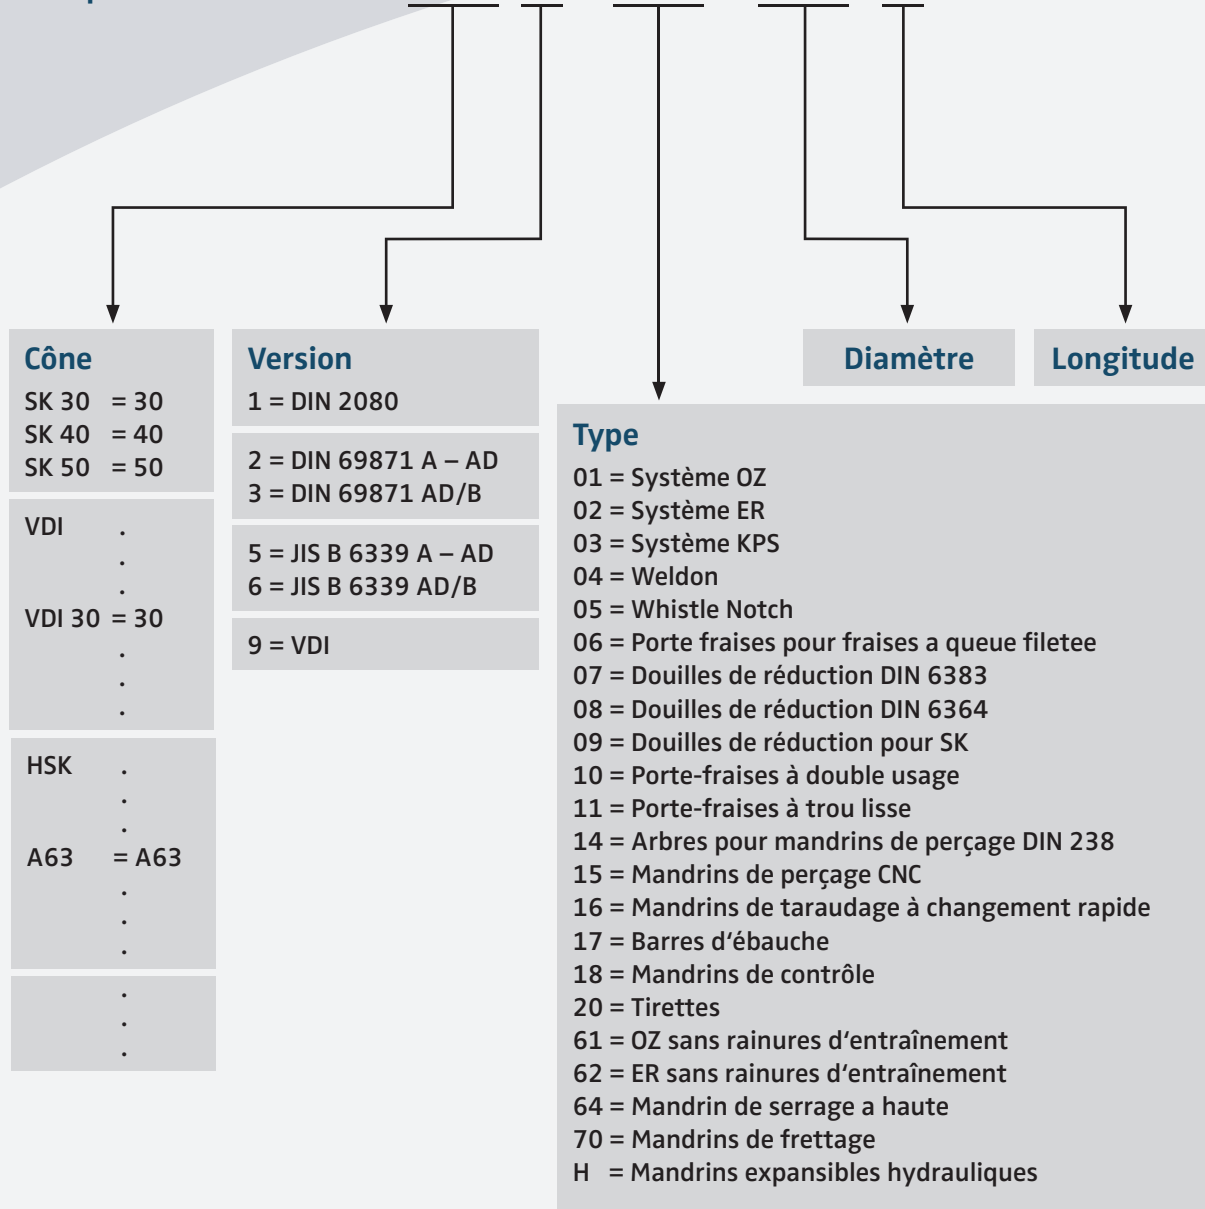 Cône
SK 30 = 30
SK 40 = 40
SK 50 = 50
VDI .
.
.
VDI 30 = 30
.
.
.
HSK .
.
.
A63 = A63
.
.
.
.
.
.
Version
1 = DIN 2080
2 = DIN 69871 A – AD
3 = DIN 69871 AD/B
5 = JIS B 6339 A – AD
6 = JIS B 6339 AD/B
9 = VDI
Type
01 = Système OZ
02 = Système ER
03 = Système KPS
04 = Weldon
05 = Whistle Notch
06 = Porte fraises pour fraises a queue filetee
07 = Douilles de réduction DIN 6383
08 = Douilles de réduction DIN 6364
09 = Douilles de réduction pour SK
10 = Porte-fraises à double usage
11 = Porte-fraises à trou lisse
14 = Arbres pour mandrins de perçage DIN 238
15 = Mandrins de perçage CNC
16 = Mandrins de taraudage à changement rapide
17 = Barres d‘ébauche
18 = Mandrins de contrôle
20 = Tirettes
61 = OZ sans rainures d‘entraînement
62 = ER sans rainures d‘entraînement
64 = Mandrin de serrage a haute
70 = Mandrins de frettage
H = Mandrins expansibles hydrauliques
Diamètre
Longitude